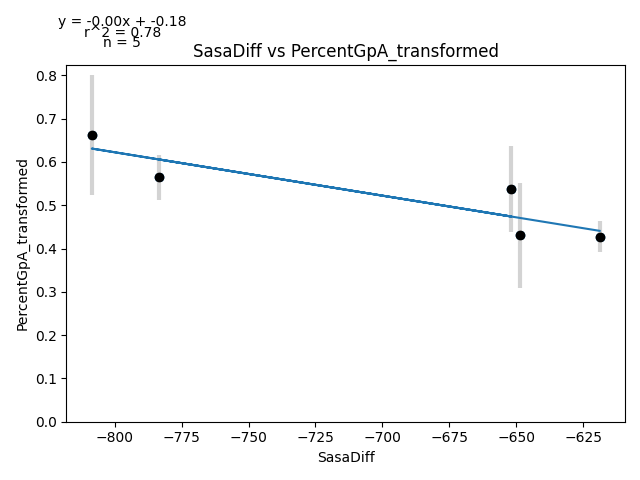 y = -0.00x + -0.18
r^2 = 0.78
n = 5
SasaDiff vs PercentGpA_transformed
0.8
0.7
0.6
0.5
0.4
0.3
0.2
0.1
0.0
PercentGpA_transformed
−800 −775 −750 −725 −700 −675 −650 −625
SasaDiff